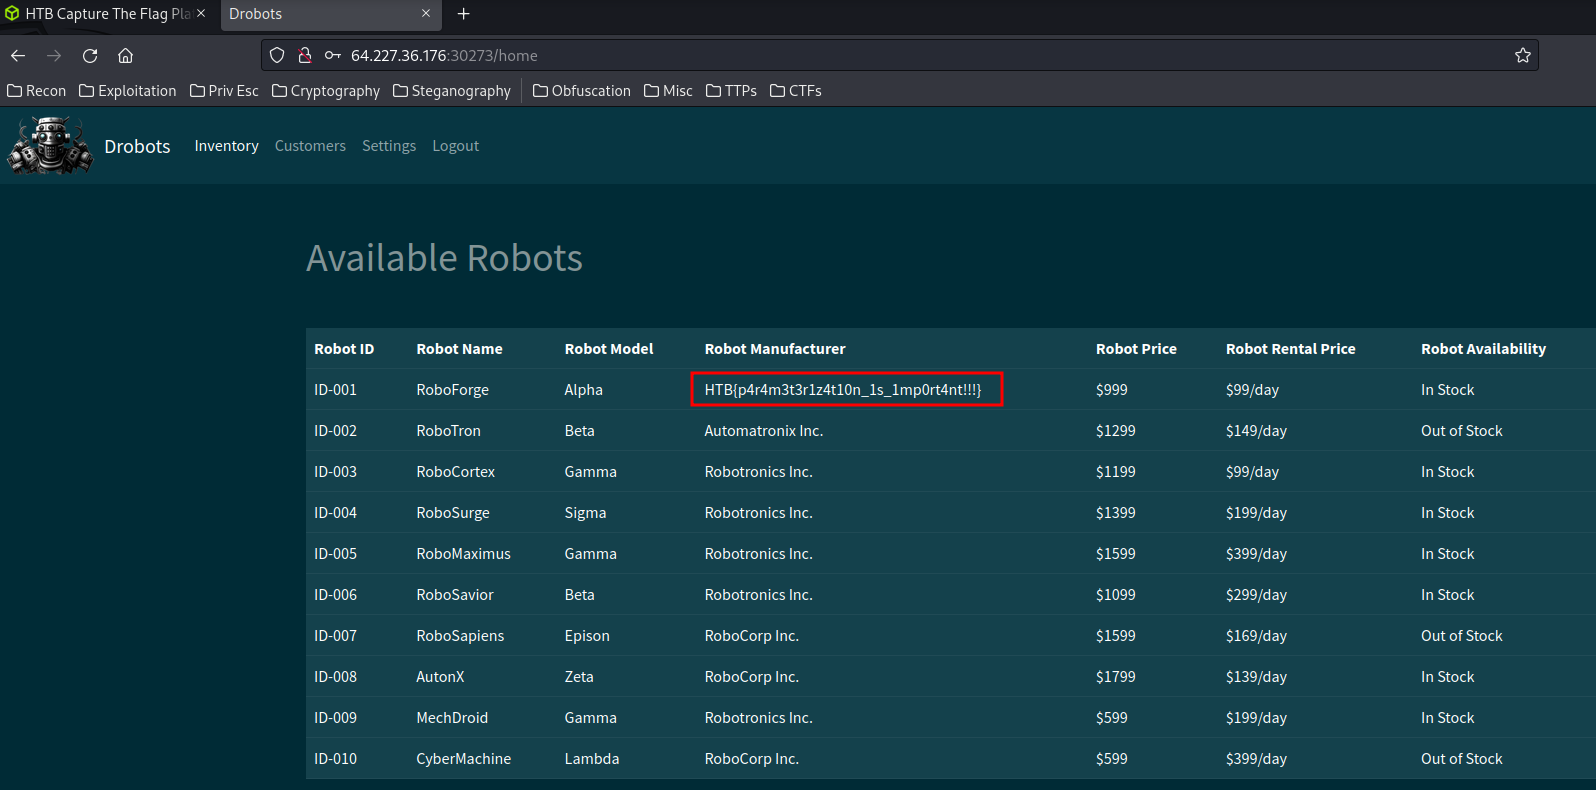 HTB Capture The Flag Pla
Drobots
64.227.36.176:30273/home
Recon Exploitation Priv Esc Cryptography Steganography Obfuscation Misc TTPs CTFs
Drobots Inventory Customers Settings Logout
Available Robots
Robot ID Robot Name Robot Model Robot Manufacturer Robot Price Robot Rental Price Robot Availability
ID-001 RoboForge Alpha HTB{p4r4m3t3r1z4t10n_1s_1mp0rt4nt!!!} $999 $99/day In Stock
ID-002 RoboTron Beta Automatronix Inc. $1299 $149/day Out of Stock
ID-003 RoboCortex Gamma Robotronics Inc. $1199 $99/day In Stock
ID-004 RoboSurge Sigma Robotronics Inc. $1399 $199/day In Stock
ID-005 RoboMaximus Gamma Robotronics Inc. $1599 $399/day In Stock
ID-006 RoboSavior Beta Robotronics Inc. $1099 $299/day In Stock
ID-007 RoboSapiens Epison RoboCorp Inc. $1599 $169/day Out of Stock
ID-008 AutonX Zeta RoboCorp Inc. $1799 $139/day In Stock
ID-009 MechDroid Gamma Robotronics Inc. $599 $199/day In Stock
ID-010 CyberMachine Lambda RoboCorp Inc. $599 $399/day Out of Stock